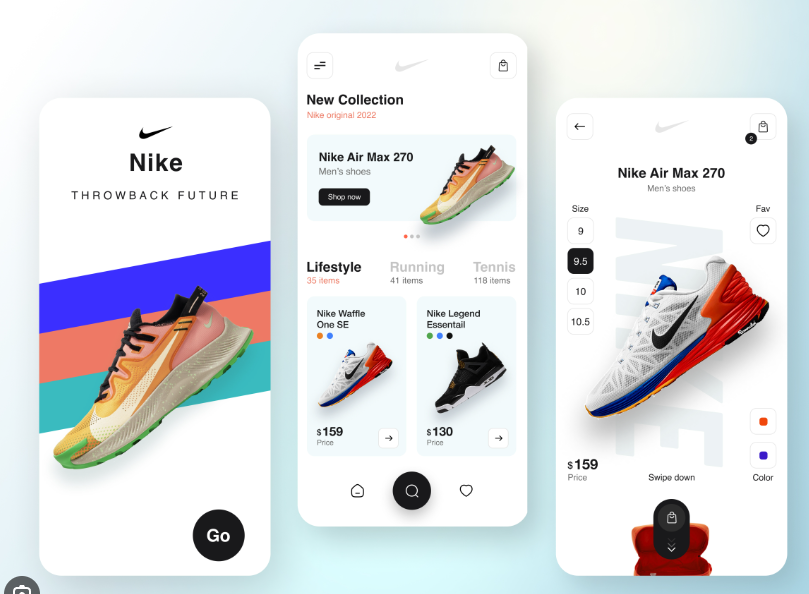 Nike
THROWBACK FUTURE
Go
New Collection
Nike original 2022
Nike Air Max 270
Men's shoes
Shop now
Lifestyle
35 items
Running
41 items
Tennis
118 items
Nike Waffle
One SE
$159
Price
Nike Legend
Essentail
$130
Price
2
Nike Air Max 270
Men's shoes
Size
9
9.5
10
10.5
Fav
NIKE
$159
Price
Swipe down
Color